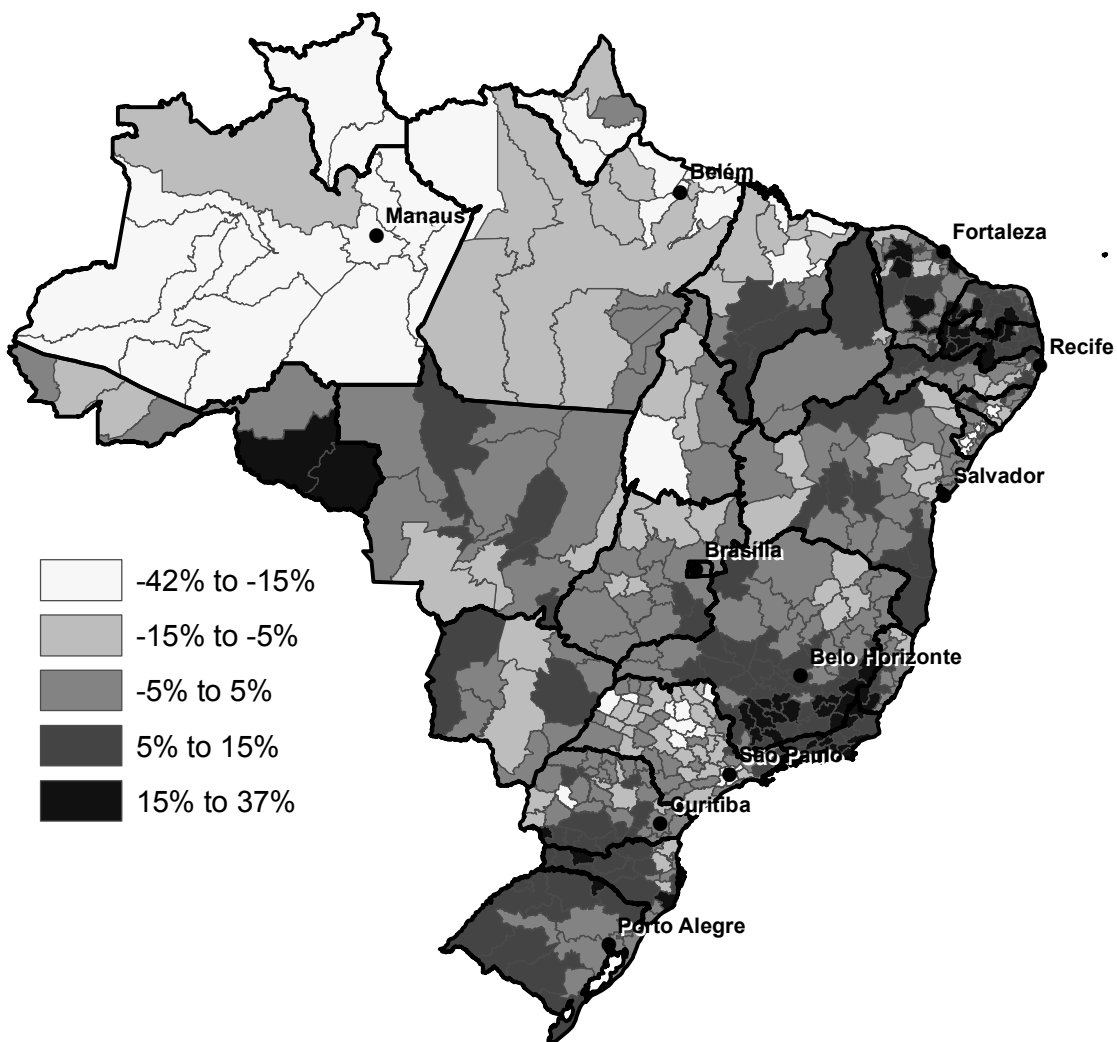 Belém
Manaus
Fortaleza
Recife
Salvador
Brasília
-42% to -15%
-15% to -5%
-5% to 5%
5% to 15%
15% to 37%
Belo Horizonte
São Paulo
Curitiba
Porto Alegre